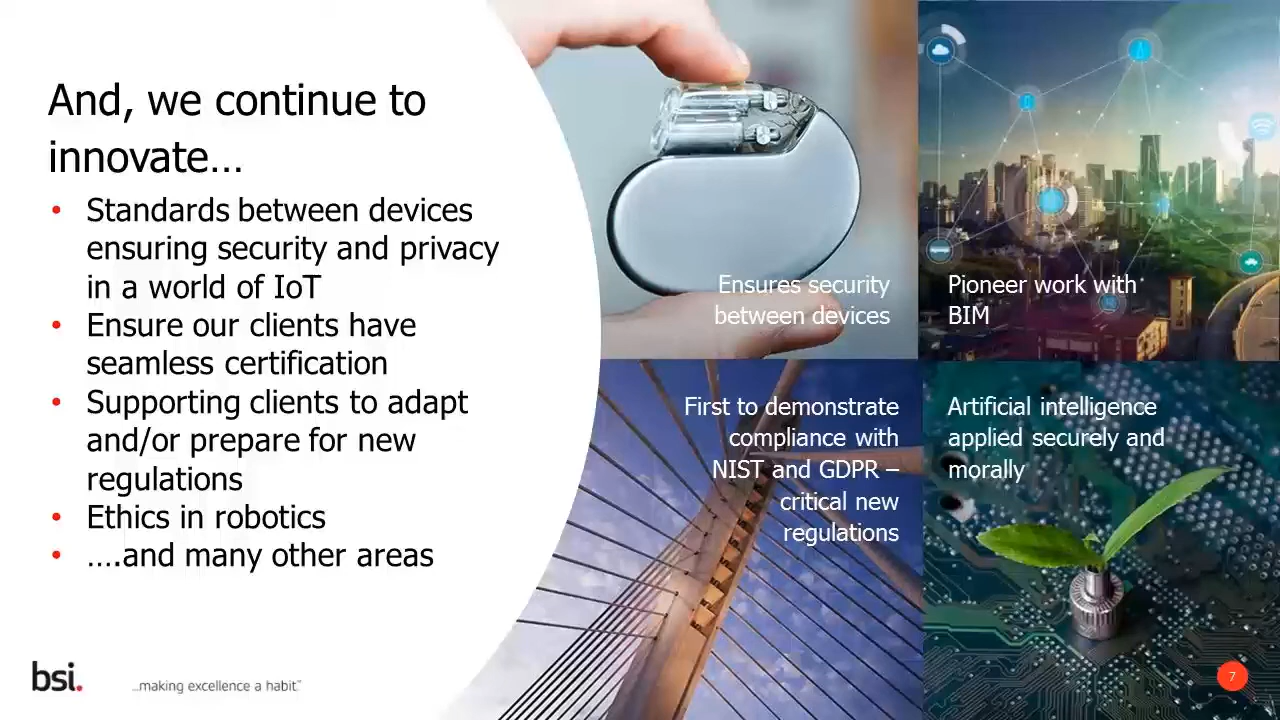 And, we continue to
innovate…
• Standards between devices
ensuring security and privacy
in a world of IoT
• Ensure our clients have
seamless certification
• Supporting clients to adapt
and/or prepare for new
regulations
• Ethics in robotics
• ….and many other areas
Ensures security
between devices
Pioneer work with
BIM
First to demonstrate
compliance with
NIST and GDPR –
critical new
regulations
Artificial intelligence
applied securely and
morally
bsi.
...making excellence a habit.™
7